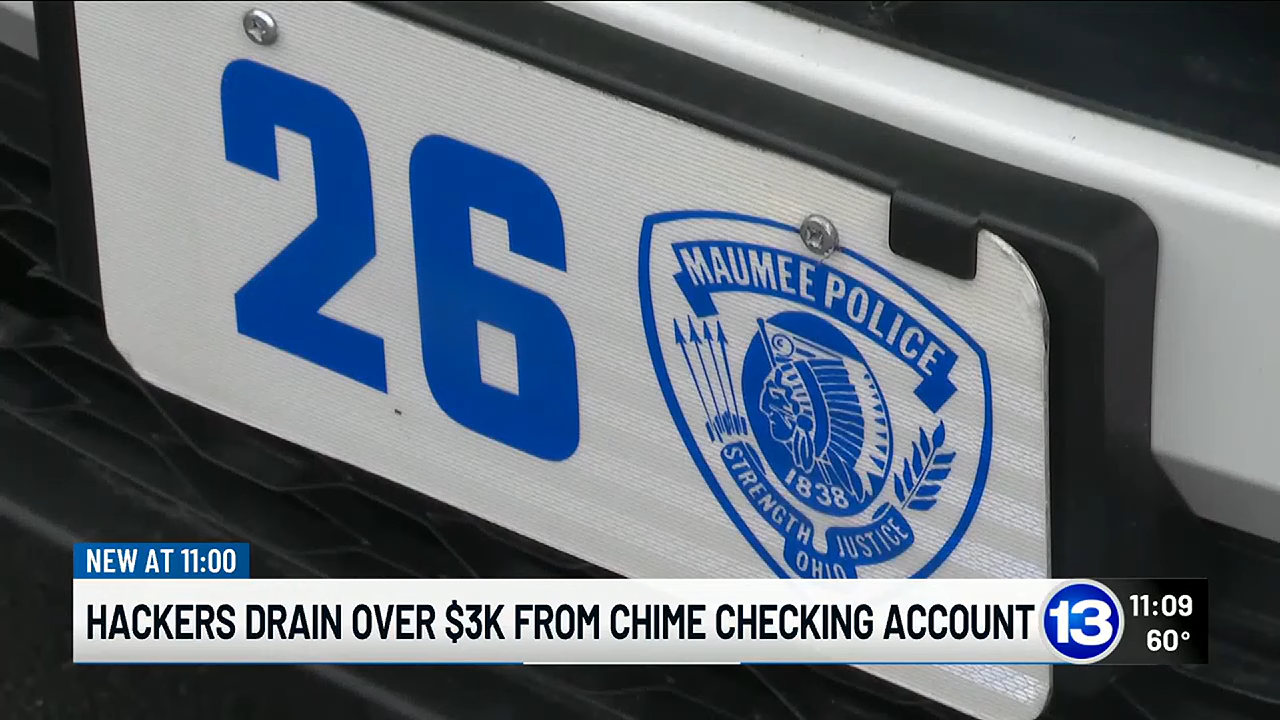 26
MAUMEE POLICE
1838
STRENGTH JUSTICE
OHIO
NEW AT 11:00
HACKERS DRAIN OVER $3K FROM CHIME CHECKING ACCOUNT
13
11:09
60°